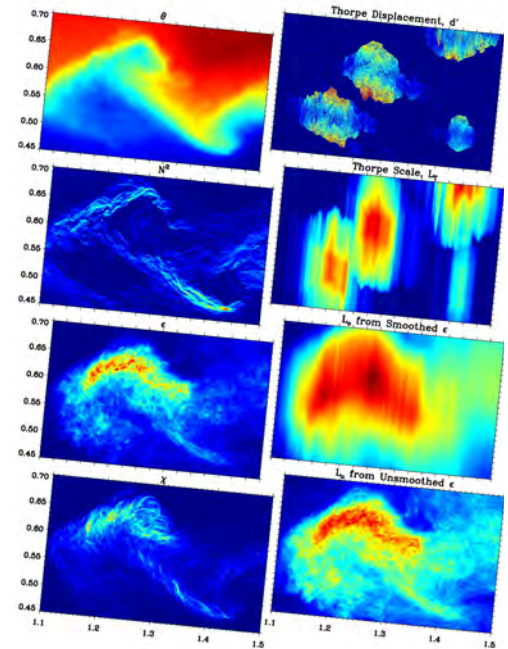 θ
Thorpe Displacement, d'
0.70
0.65
0.60
0.55
0.50
0.45
N²
Thorpe Scale, L_T
0.70
0.65
0.60
0.55
0.50
0.45
ε
L_o from Smoothed ε
0.70
0.65
0.60
0.55
0.50
0.45
χ
L_o from Unsmoothed ε
0.70
0.65
0.60
0.55
0.50
0.45
1.1 1.2 1.3 1.4 1.5
1.1 1.2 1.3 1.4 1.5